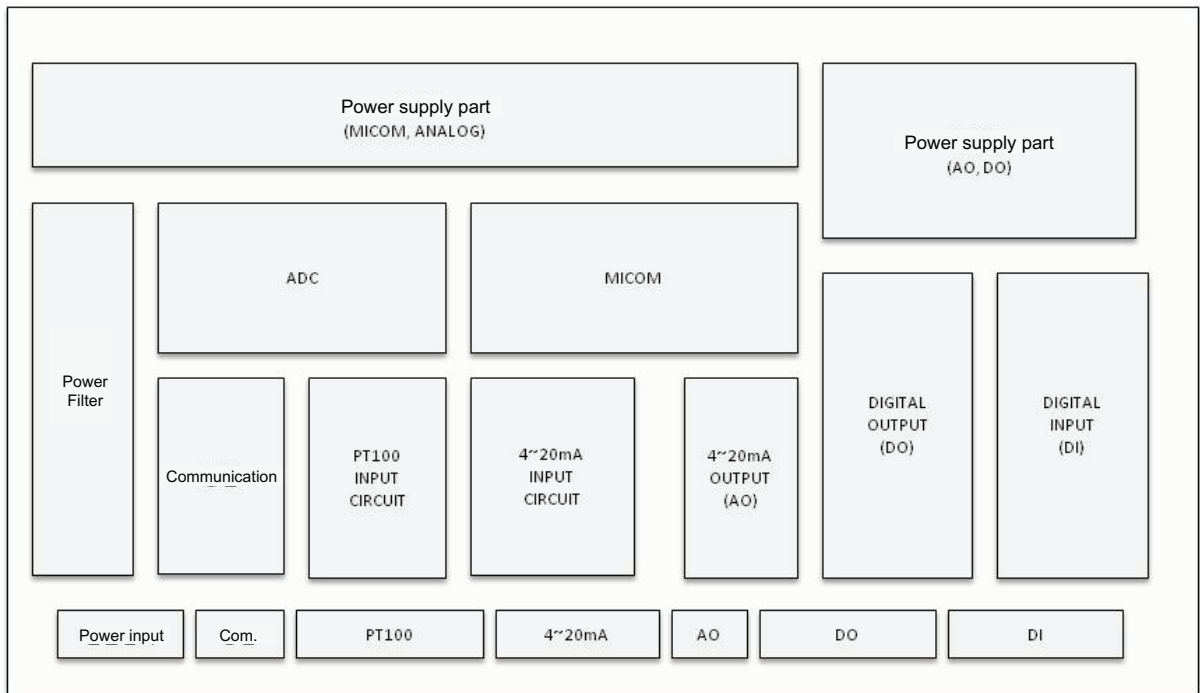 Power supply part
(MICOM, ANALOG)
Power supply part
(AO, DO)
Power
Filter
ADC
MICOM
Communication
PT100
INPUT
CIRCUIT
4~20mA
INPUT
CIRCUIT
4~20mA
OUTPUT
(AO)
DIGITAL
OUTPUT
(DO)
DIGITAL
INPUT
(DI)
Power input
Com.
PT100
4~20mA
AO
DO
DI